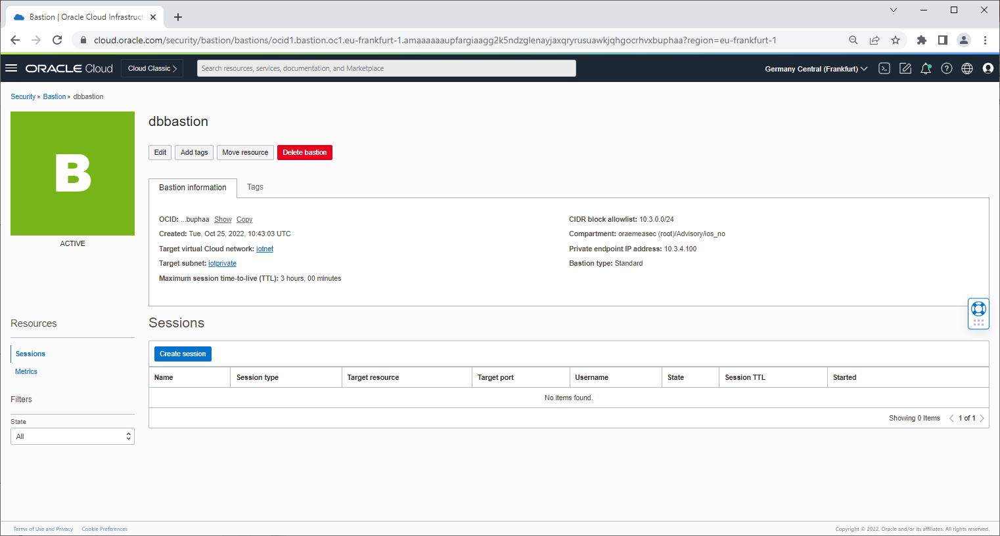 Bastion | Oracle Cloud Infrastruct
cloud.oracle.com/security/bastion/bastions/ocid1.bastion.oc1.eu-frankfurt-1.amaaaaaaupfargiaagg2k5ndzglenayjaxqryrusuawkjqhgocrhvxbuphaa?region=eu-frankfurt-1
ORACLE Cloud
Cloud Classic
Search resources, services, documentation, and Marketplace
Germany Central (Frankfurt)
Security » Bastion » dbbastion
B
ACTIVE
dbbastion
Edit
Add tags
Move resource
Delete bastion
Bastion information
Tags
OCID: ...buphaa Show Copy
Created: Tue, Oct 25, 2022, 10:43:03 UTC
Target virtual Cloud network: iotnet
Target subnet: iotprivate
Maximum session time-to-live (TTL): 3 hours, 00 minutes
CIDR block allowlist: 10.3.0.0/24
Compartment: oraemeasec (root)/Advisory/ios_no
Private endpoint IP address: 10.3.4.100
Bastion type: Standard
Resources
Sessions
Metrics
Filters
State
All
Sessions
Create session
Name Session type Target resource Target port Username State Session TTL Started
No items found.
Showing 0 Items 1 of 1
Terms of Use and Privacy Cookie Preferences
Copyright © 2022, Oracle and/or its affiliates. All rights reserved.